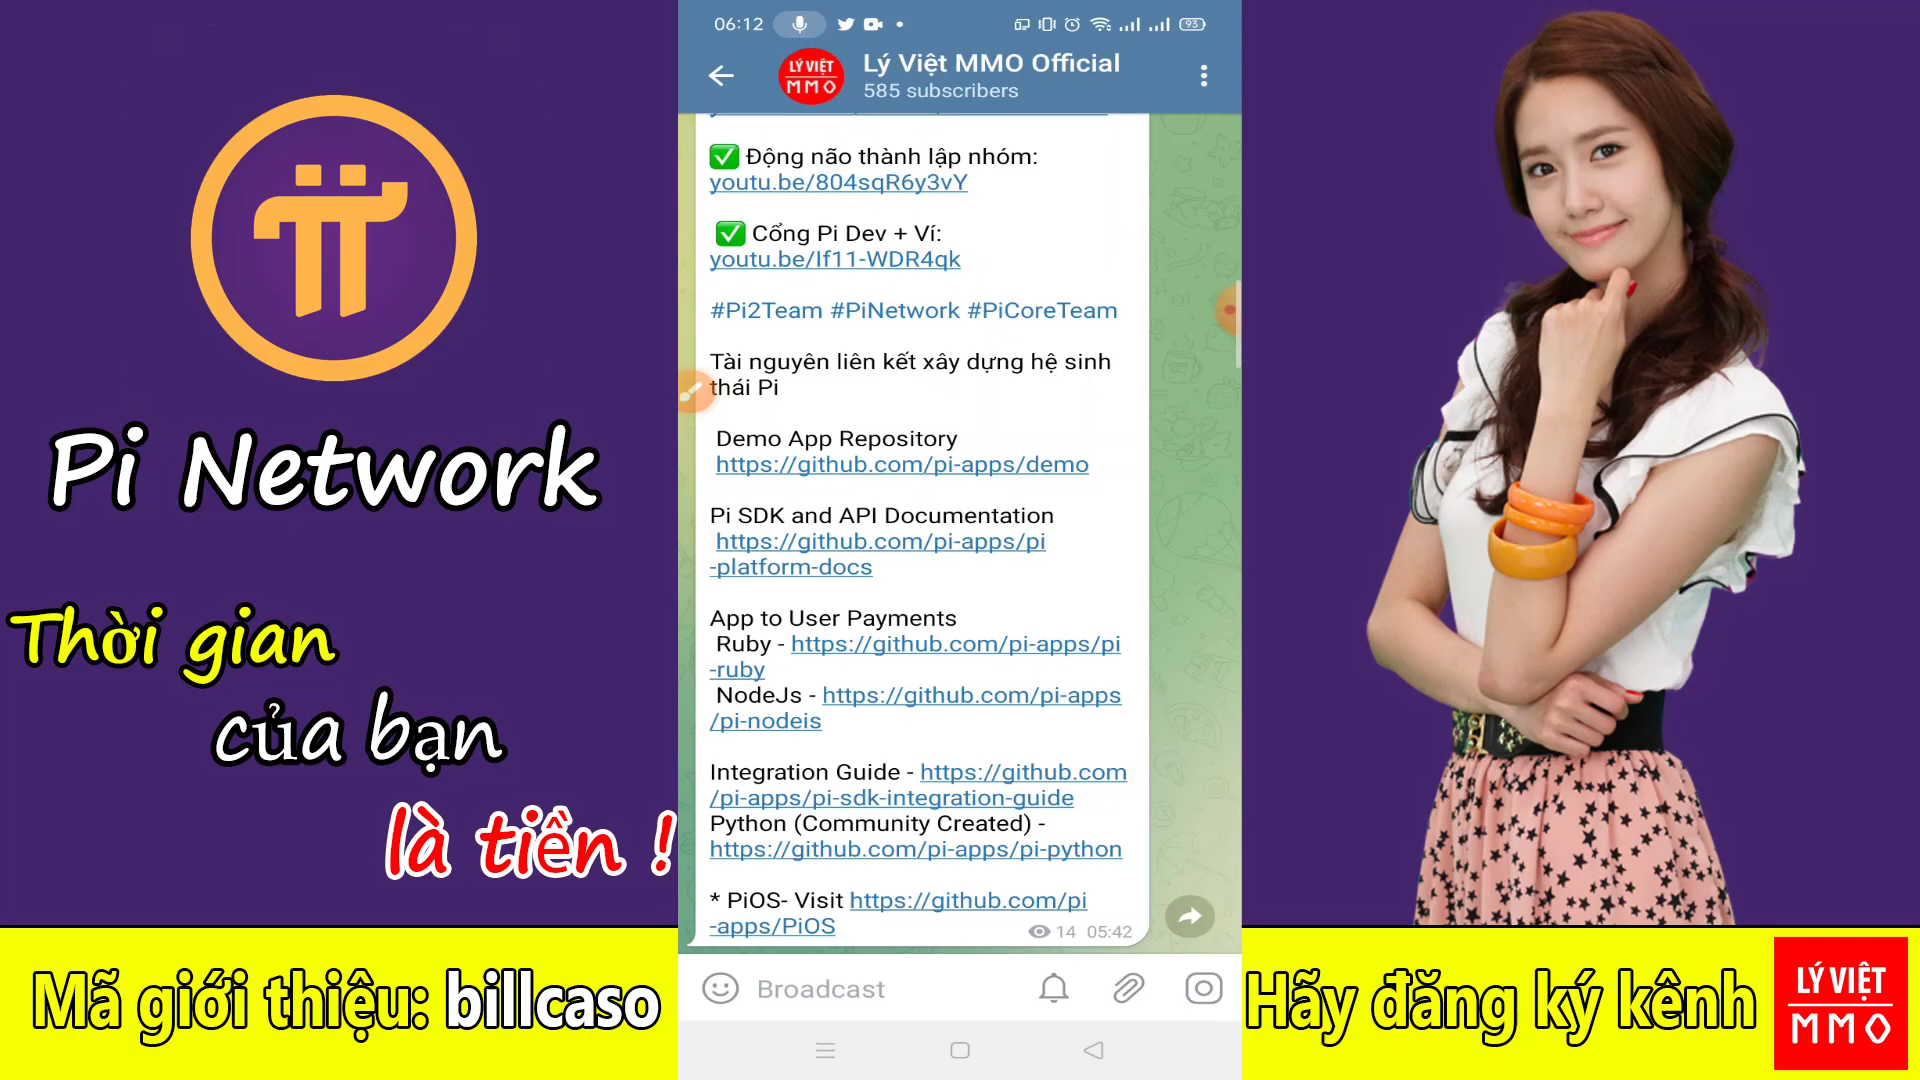 Pi Network
Thời gian
của bạn
là tiền !
Mã giới thiệu: billcaso
06:12
93
LÝ VIỆT
MMO
Lý Việt MMO Official
585 subscribers
✅ Động não thành lập nhóm:
youtu.be/804sqR6y3vY
✅ Cổng Pi Dev + Ví:
youtu.be/If11-WDR4qk
#Pi2Team #PiNetwork #PiCoreTeam
Tài nguyên liên kết xây dựng hệ sinh
thái Pi
Demo App Repository
https://github.com/pi-apps/demo
Pi SDK and API Documentation
https://github.com/pi-apps/pi
-platform-docs
App to User Payments
Ruby - https://github.com/pi-apps/pi
-ruby
NodeJs - https://github.com/pi-apps
/pi-nodeis
Integration Guide - https://github.com
/pi-apps/pi-sdk-integration-guide
Python (Community Created) -
https://github.com/pi-apps/pi-python
* PiOS- Visit https://github.com/pi
-apps/PiOS
14 05:42
Broadcast
Hãy đăng ký kênh
LÝ VIỆT
MMO